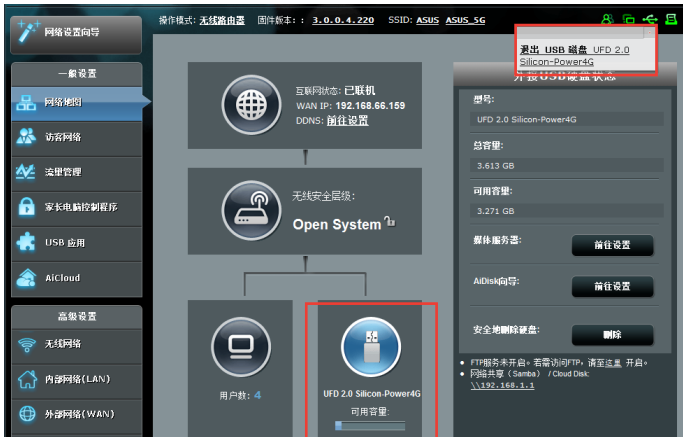 操作模式: 无线路由器 固件版本: : 3.0.0.4.220 SSID: ASUS ASUS_5G
网络设置向导
退出 USB 磁盘 UFD 2.0
Silicon-Power4G
一般设置
网络地图
访客网络
流量管理
家长电脑控制程序
USB 应用
AiCloud
高级设置
无线网络
内部网络(LAN)
外部网络(WAN)
互联网状态: 已联机
WAN IP: 192.168.66.159
DDNS: 前往设置
无线安全层级:
Open System
用户数: 4
UFD 2.0 Silicon-Power4G
可用容量:
外接USB硬盘状态
型号:
UFD 2.0 Silicon-Power4G
总容量:
3.613 GB
可用容量:
3.271 GB
媒体服务器: 前往设置
AiDisk向导: 前往设置
安全地删除硬盘: 删除
FTP服务未开启。若需访问FTP，请至这里 开启。
网络共享（Samba） / Cloud Disk:
\\192.168.1.1